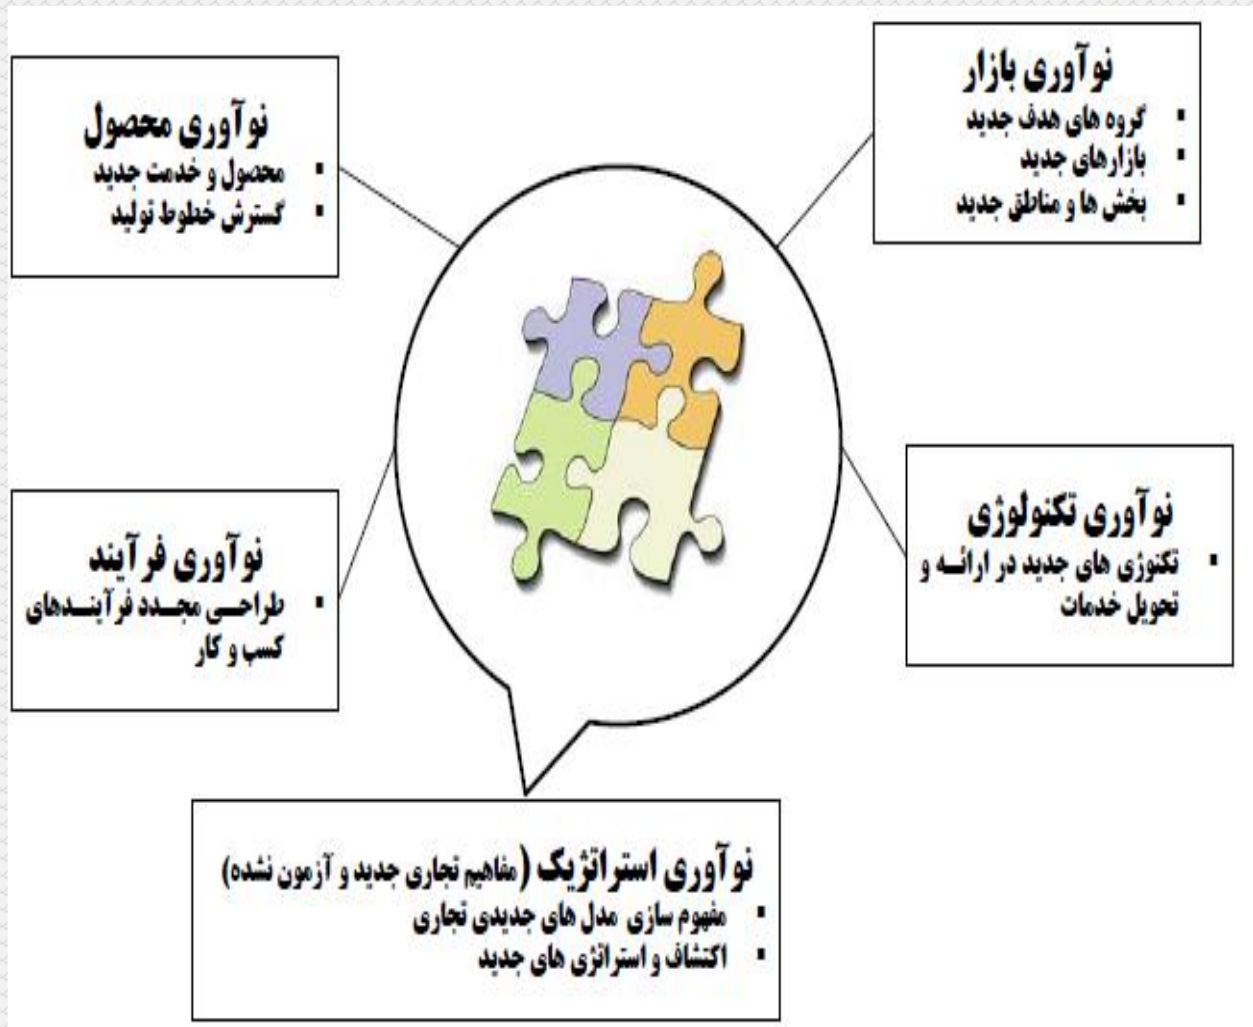 نوآوری بازار
▪ گروه های هدف جدید
▪ بازارهای جدید
▪ بخش ها و مناطق جدید
نوآوری محصول
▪ محصول و خدمت جدید
▪ گسترش خطوط تولید
نوآوری تکنولوژی
▪ تکنوژی های جدید در ارائه و
تحویل خدمات
نوآوری فرآیند
▪ طراحی مجدد فرآیندهای
کسب و کار
نوآوری استراتژیک (مفاهیم تجاری جدید و آزمون نشده)
▪ مفهوم سازی مدل های جدیدی تجاری
▪ اکتشاف و استراتژی های جدید